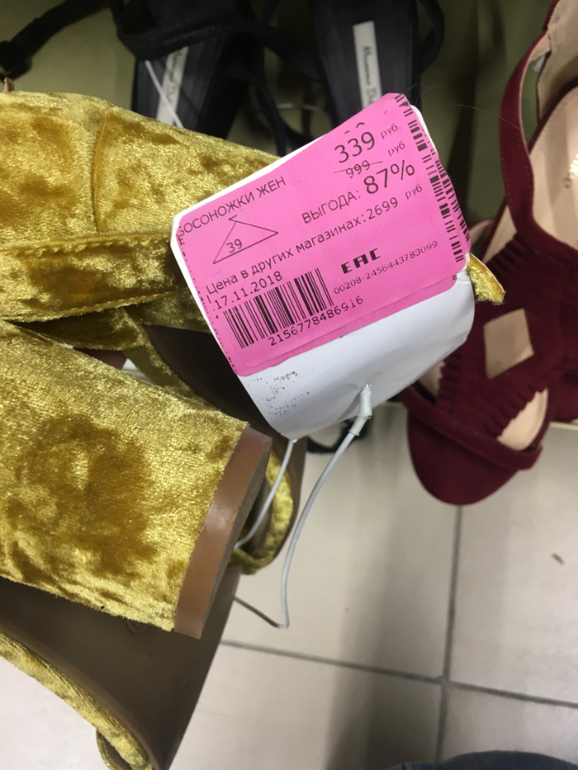 339 руб.
999 руб
БОСОНОЖКИ ЖЕН
ВЫГОДА: 87%
39
Цена в других магазинах: 2699 руб
17.11.2018
ЕАС
00208-2456443783099
2156778486916